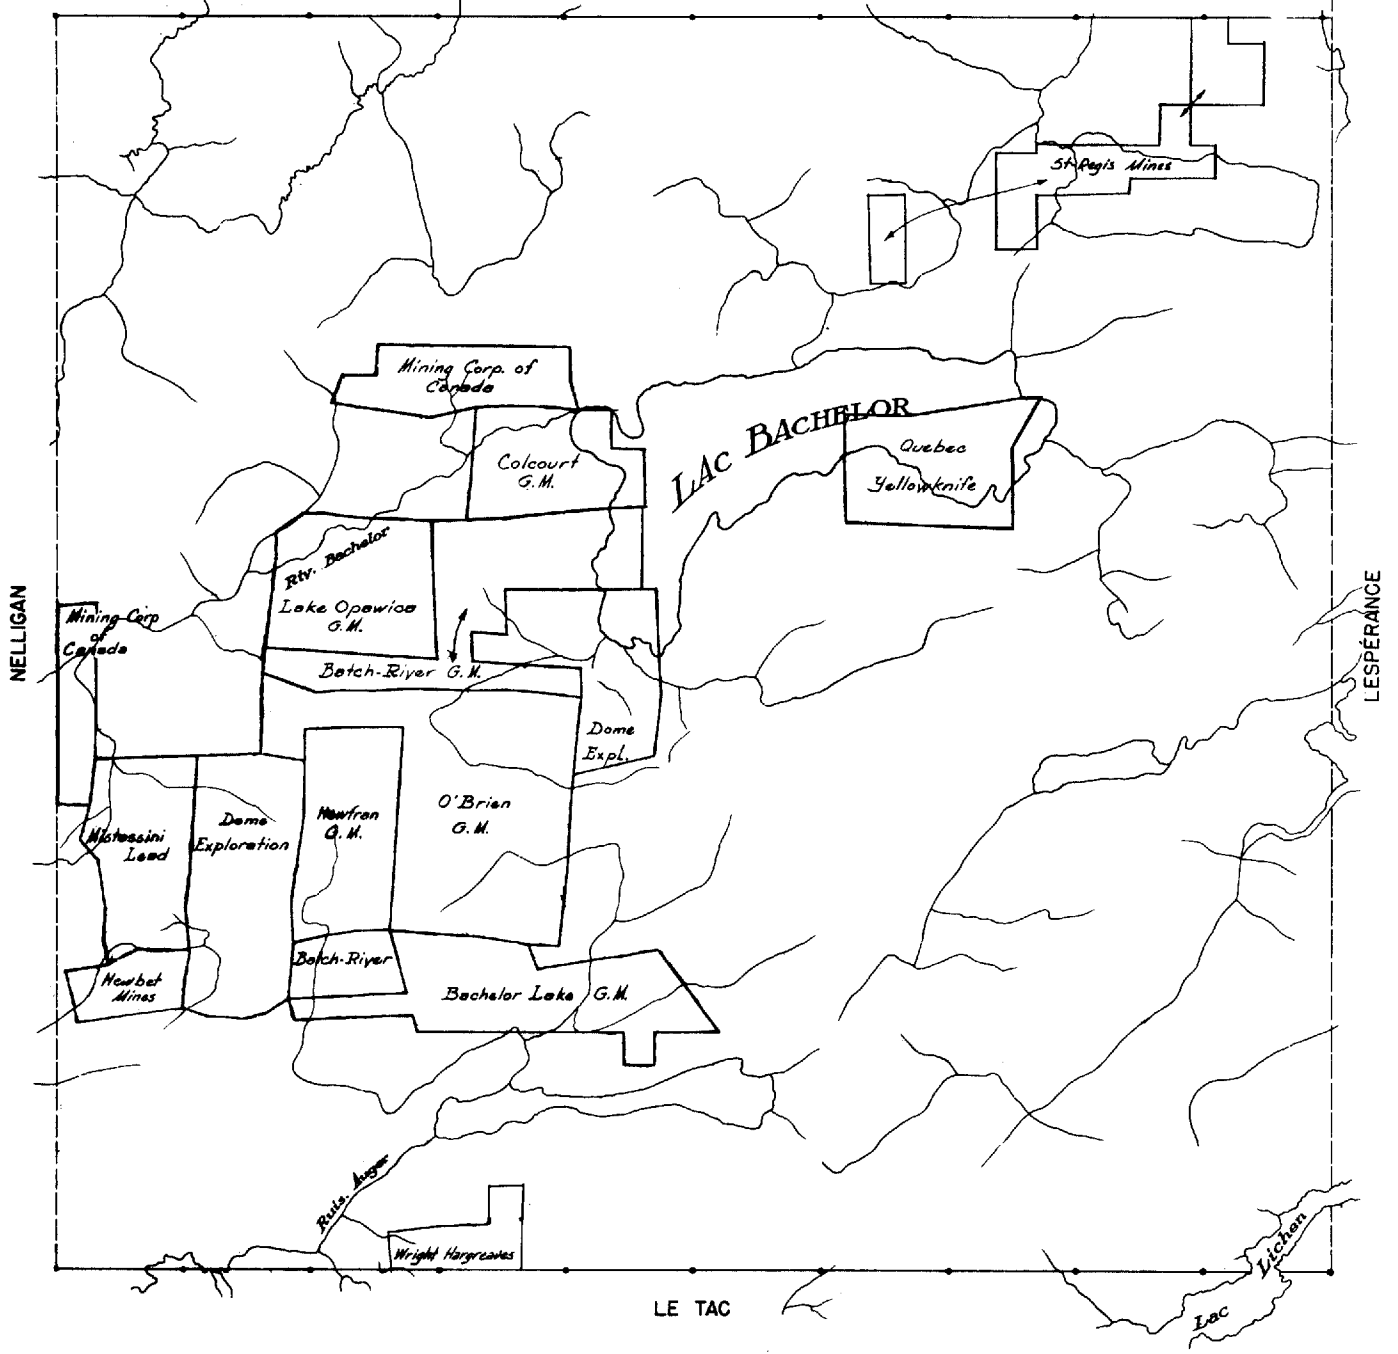 St-Regis Mines
Mining Corp. of
Canada
LAC BACHELOR
Quebec
Yellowknife
Colcourt
G.M.
Riv. Bachelor
Lake Opawica
G.M.
Mining Corp
of
Canada
NELLIGAN
LESPÉRANCE
Batch-River G.M.
Dome
Expl.
O'Brien
G.M.
Newfran
G.M.
Dome
Exploration
Mistassini
Lead
Batch-River
Newbet
Mines
Bachelor Lake G.M.
Ruis. Auger
Wright Hargreaves
Lac Lichen
LE TAC